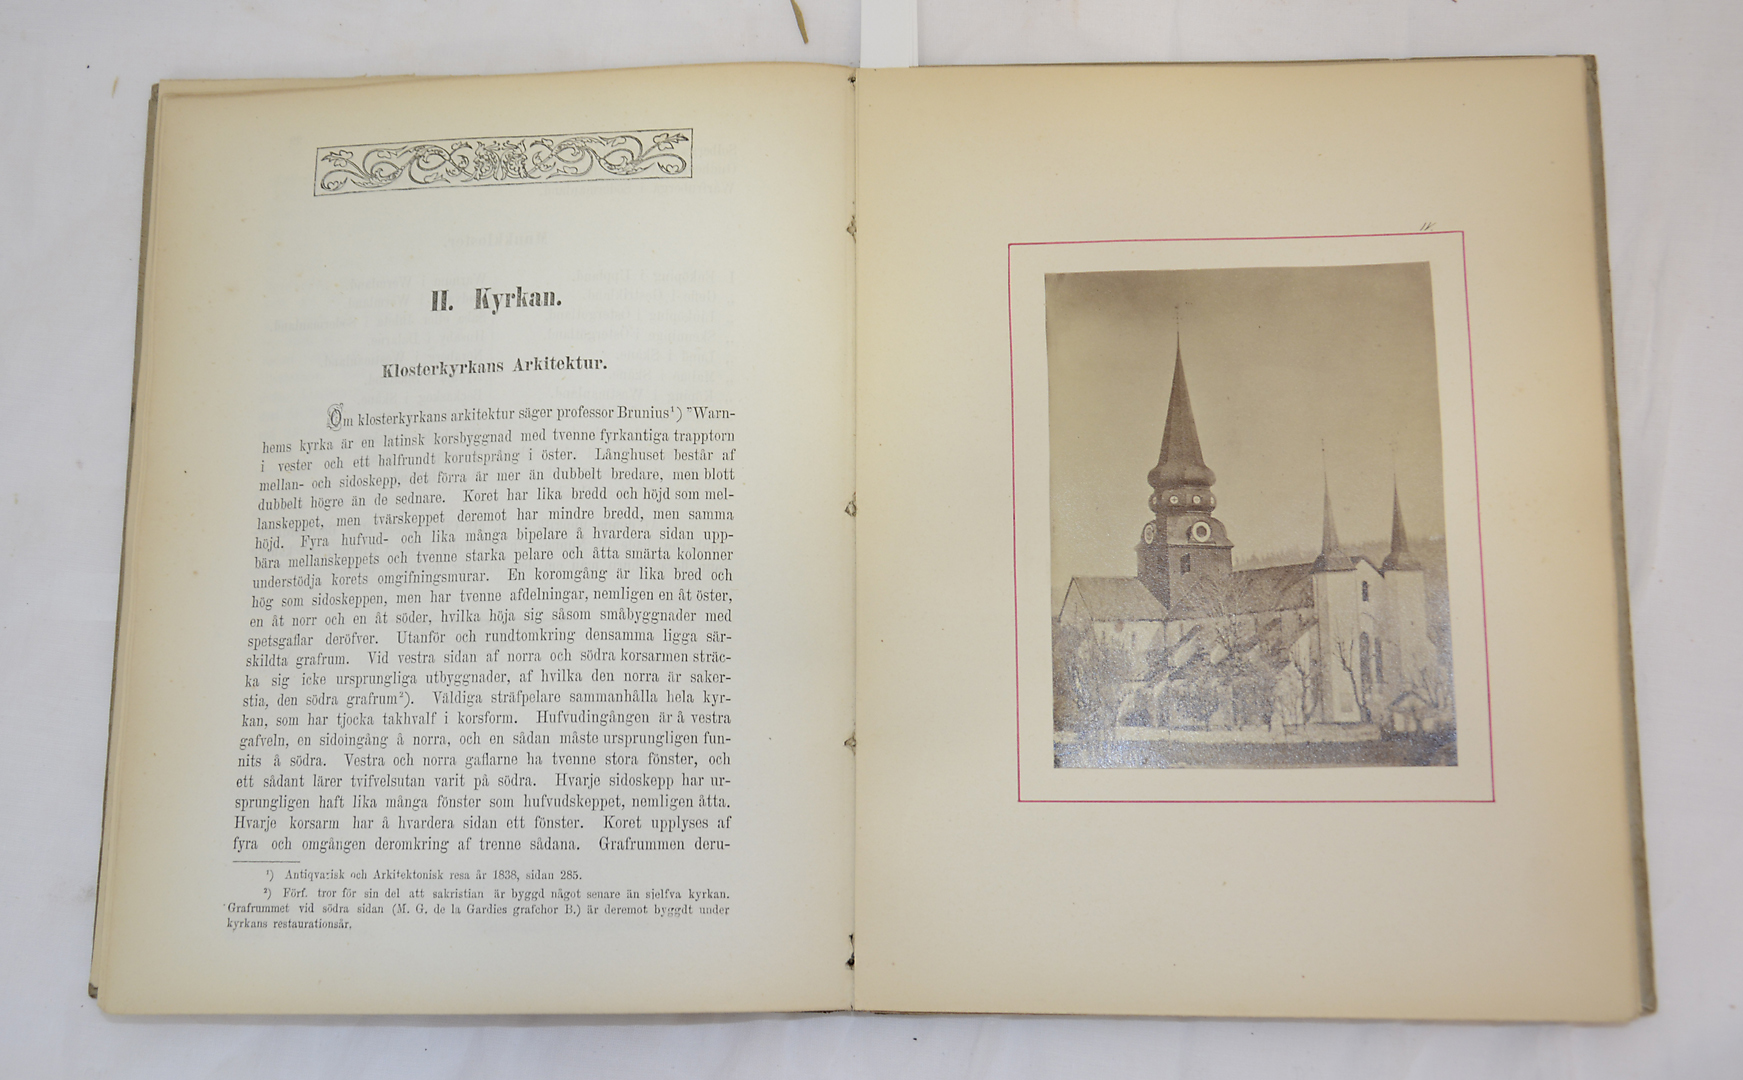 II. Kyrkan.
Klosterkyrkans Arkitektur.
Om klosterkyrkans arkitektur säger professor Brunius¹) "Warn-
hems kyrka är en latinsk korsbyggnad med tvenne fyrkantiga trapptorn
i vester och ett halfrundt korutsprång i öster. Långhuset består af
mellan- och sidoskepp, det förra är mer än dubbelt bredare, men blott
dubbelt högre än de sednare. Koret har lika bredd och höjd som mel-
lanskeppet, men tvärskeppet deremot har mindre bredd, men samma
höjd. Fyra hufvud- och lika många bipelare å hvardera sidan upp-
bära mellanskeppets och tvenne starka pelare och åtta smärta kolonner
understödja korets omgifningsmurar. En koromgång är lika bred och
hög som sidoskeppen, men har tvenne afdelningar, nemligen en åt öster,
en åt norr och en åt söder, hvilka höja sig såsom småbyggnader med
spetsgaflar deröfver. Utanför och rundtomkring densamma ligga sär-
skildta grafrum. Vid vestra sidan af norra och södra korsarmen sträc-
ka sig icke ursprungliga utbyggnader, af hvilka den norra är saker-
stia, den södra grafrum²). Väldiga sträfpelare sammanhålla hela kyr-
kan, som har tjocka takhvalf i korsform. Hufvudingången är å vestra
gafveln, en sidoingång å norra, och en sådan måste ursprungligen fun-
nits å södra. Vestra och norra gaflarne ha tvenne stora fönster, och
ett sådant lärer tvifvelsutan varit på södra. Hvarje sidoskepp har ur-
sprungligen haft lika många fönster som hufvudskeppet, nemligen åtta.
Hvarje korsarm har å hvardera sidan ett fönster. Koret upplyses af
fyra och omgången deromkring af trenne sådana. Grafrummen deru-
¹) Antiqvarisk och Arkitektonisk resa år 1838, sidan 285.
²) Förf. tror för sin del att sakristian är byggd något senare än sjelfva kyrkan.
Grafrummet vid södra sidan (M. G. de la Gardies grafchor B.) är deremot byggdt under
kyrkans restaurationsår.